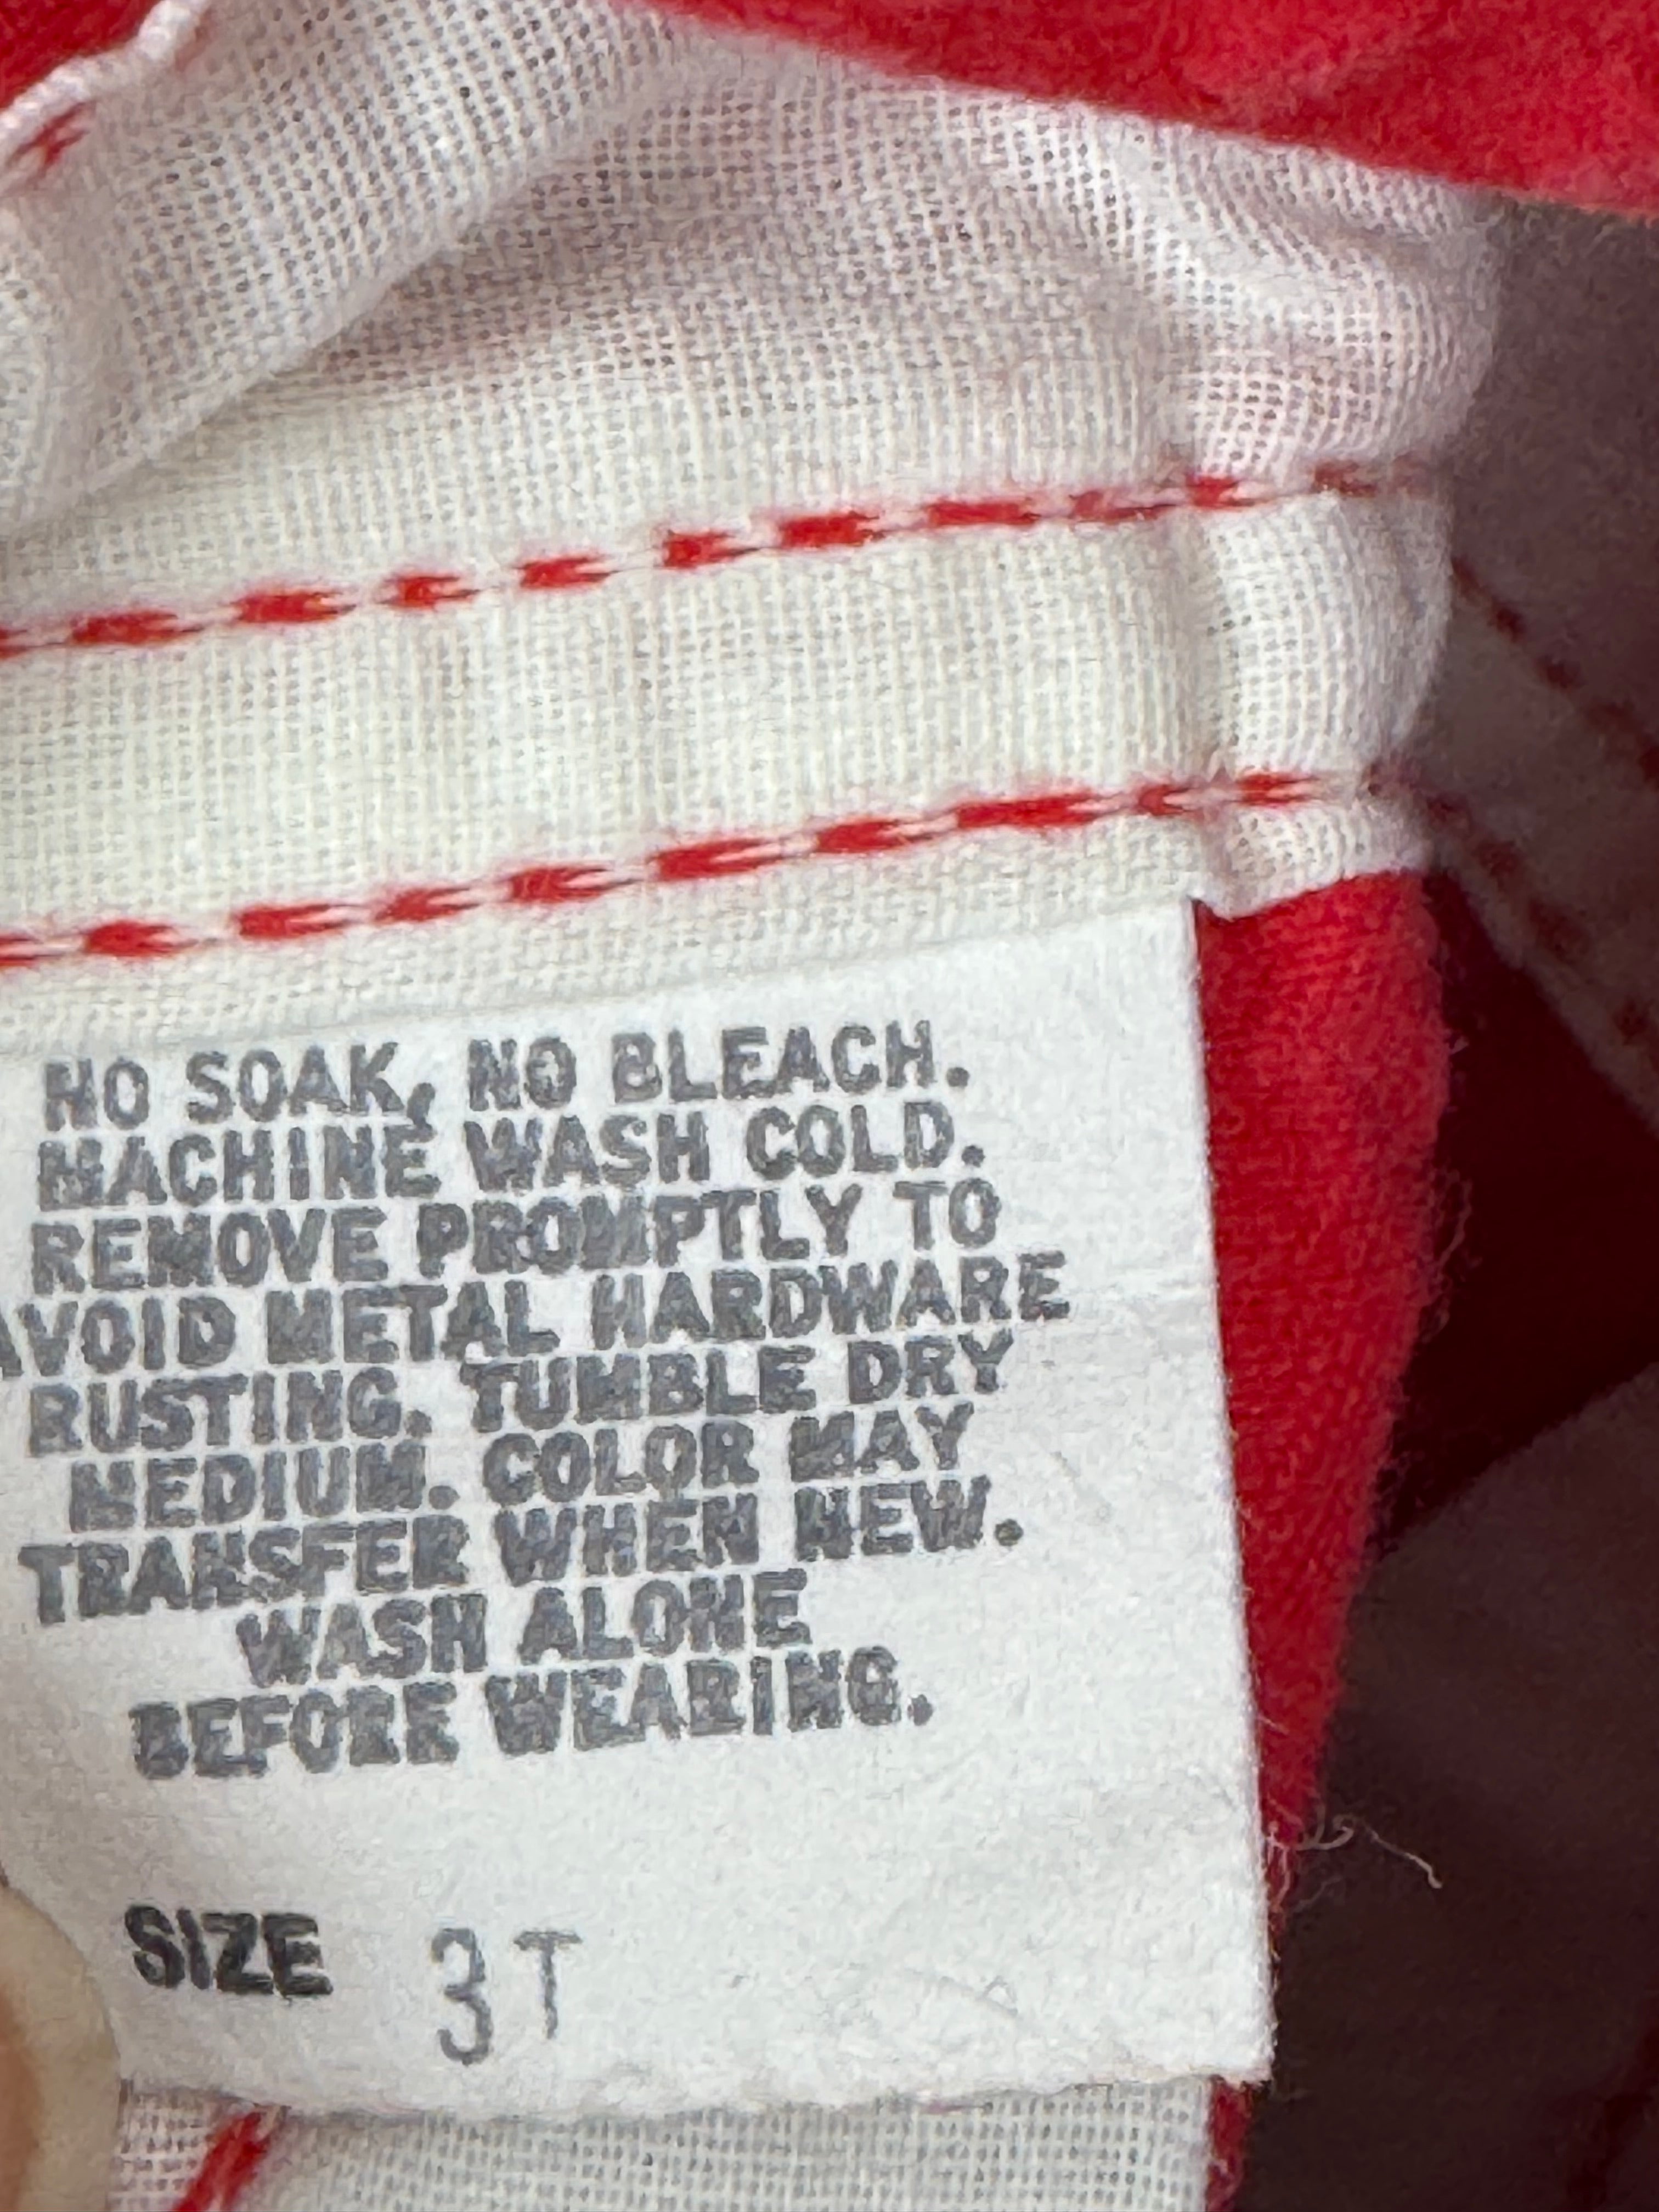 NO SOAK, NO BLEACH.
MACHINE WASH COLD.
REMOVE PROMPTLY TO
AVOID METAL HARDWARE
RUSTING. TUMBLE DRY
MEDIUM. COLOR MAY
TRANSFER WHEN NEW.
WASH ALONE
BEFORE WEARING.
SIZE 3T